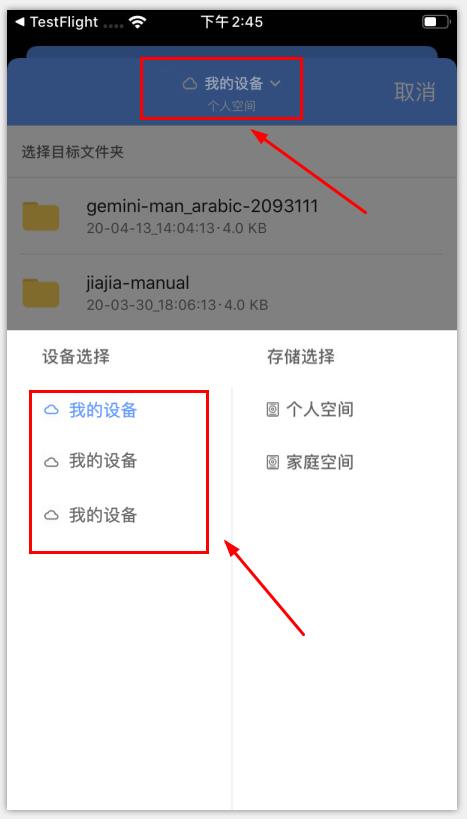 ◀ TestFlight
下午2:45
我的设备
个人空间
取消
选择目标文件夹
gemini-man_arabic-2093111
20-04-13_14:04:13·4.0 KB
jiajia-manual
20-03-30_18:06:13·4.0 KB
设备选择
存储选择
我的设备
个人空间
我的设备
家庭空间
我的设备